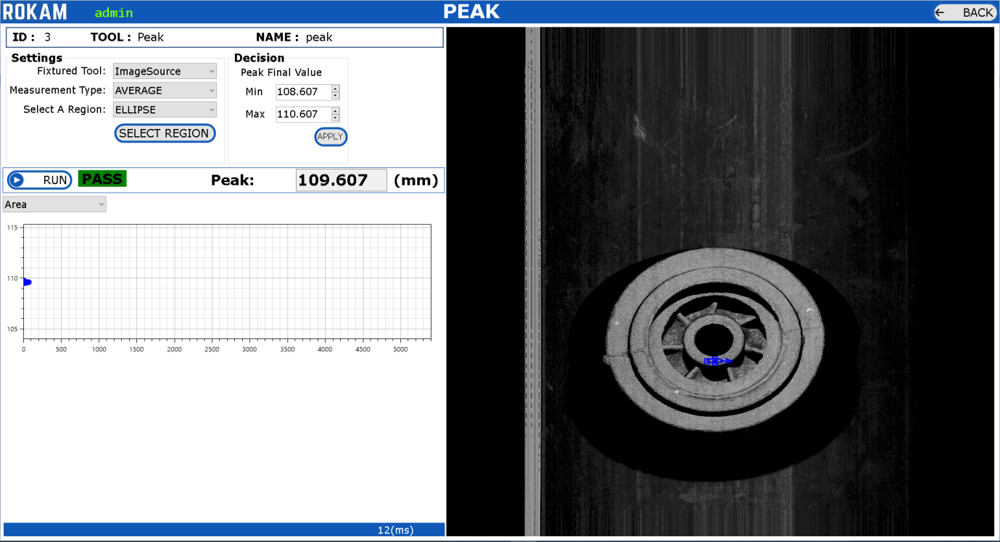 ROKAM admin PEAK BACK
ID : 3 TOOL : Peak NAME : peak
Settings
Fixtured Tool: ImageSource
Measurement Type: AVERAGE
Select A Region: ELLIPSE
SELECT REGION
Decision
Peak Final Value
Min 108.607
Max 110.607
APPLY
RUN PASS Peak: 109.607 (mm)
Area
115
110
105
0 500 1000 1500 2000 2500 3000 3500 4000 4500 5000
12(ms)